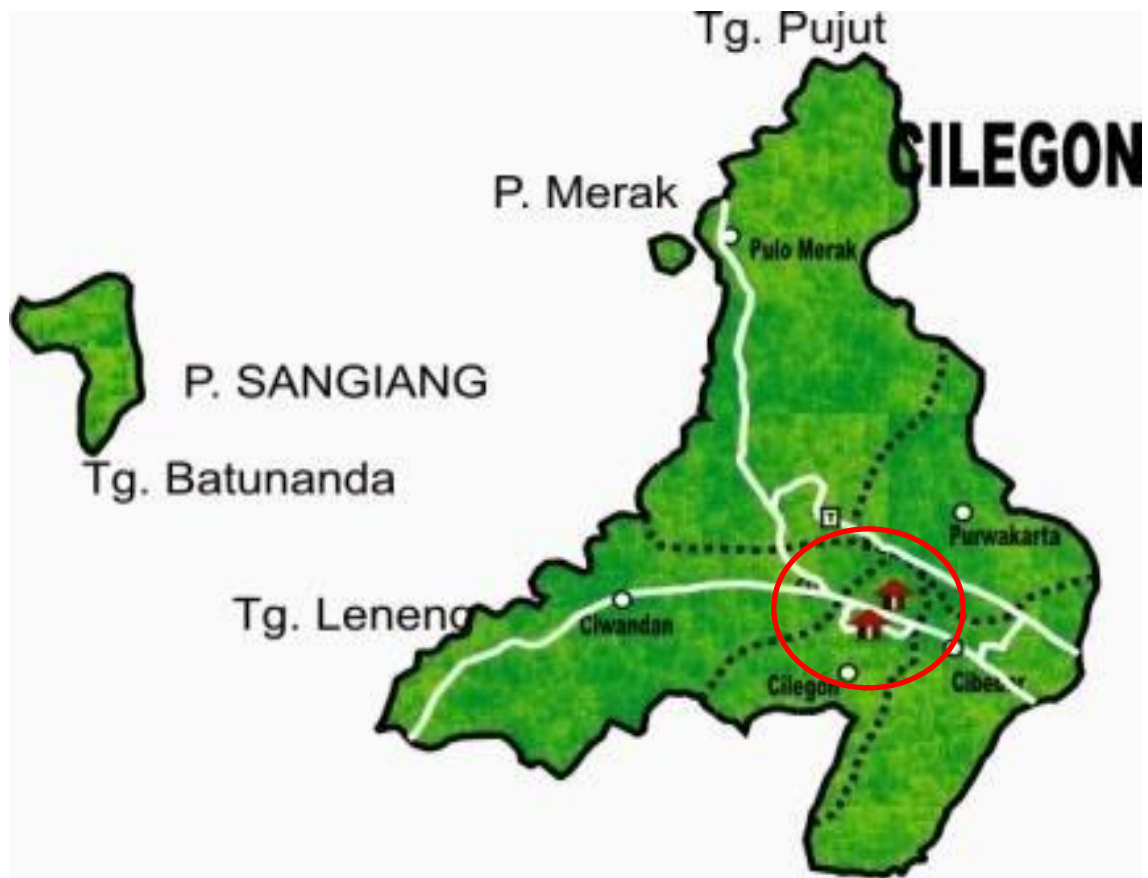 Tg. Pujut
CILEGON
P. Merak
Pulo Merak
P. SANGIANG
Tg. Batunanda
T
Purwakarta
Tg. Leneng
Ciwandan
Cilegon
Cibeber